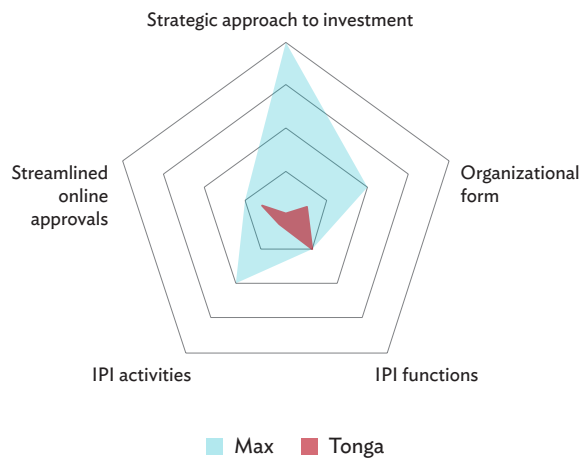 Strategic approach to investment
Streamlined
online
approvals
Organizational
form
IPI activities
IPI functions
Max
Tonga